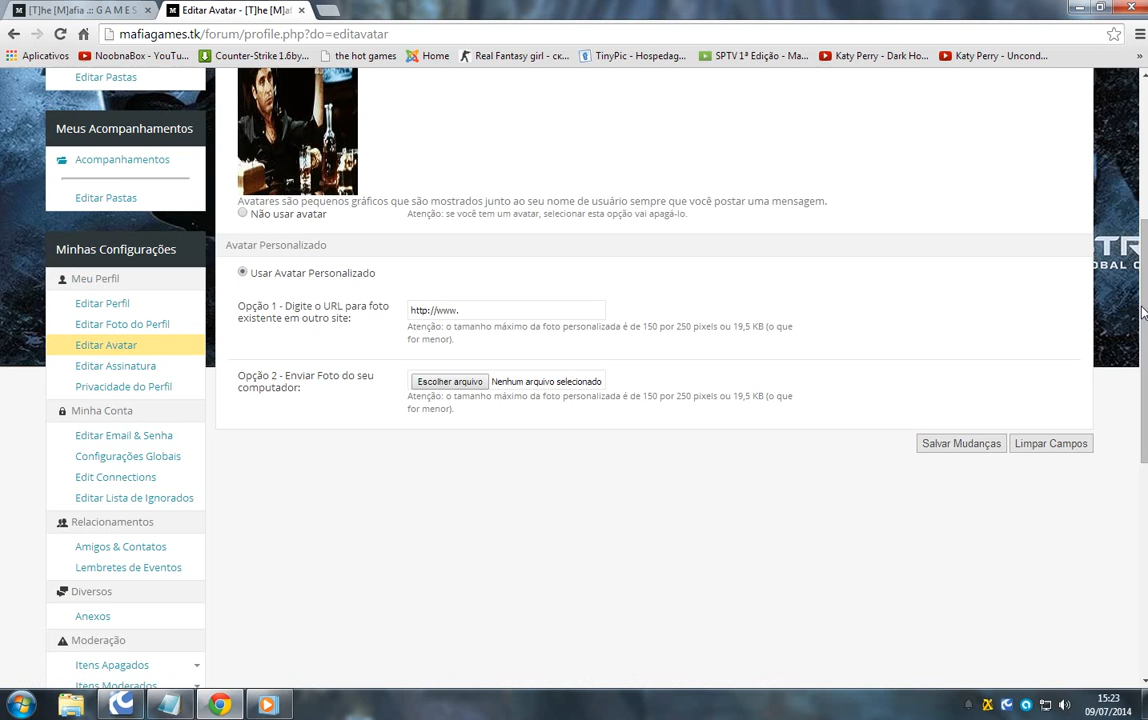 [T]he [M]afia .:: G A M E S
Editar Avatar - [T]he [M]af
mafiagames.tk/forum/profile.php?do=editavatar
Aplicativos
NoobnaBox - YouTu...
Counter-Strike 1.6by...
the hot games
Home
Real Fantasy girl - ск...
TinyPic - Hospedag...
SPTV 1ª Edição - Ma...
Katy Perry - Dark Ho...
Katy Perry - Uncond...
»
Editar Pastas
Meus Acompanhamentos
Acompanhamentos
Editar Pastas
Minhas Configurações
Meu Perfil
Editar Perfil
Editar Foto do Perfil
Editar Avatar
Editar Assinatura
Privacidade do Perfil
Minha Conta
Editar Email & Senha
Configurações Globais
Edit Connections
Editar Lista de Ignorados
Relacionamentos
Amigos & Contatos
Lembretes de Eventos
Diversos
Anexos
Moderação
Itens Apagados
Itens Moderados
Avatares são pequenos gráficos que são mostrados junto ao seu nome de usuário sempre que você postar uma mensagem.
Não usar avatar
Atenção: se você tem um avatar, selecionar esta opção vai apagá-lo.
Avatar Personalizado
Usar Avatar Personalizado
Opção 1 - Digite o URL para foto
existente em outro site:
http://www.
Atenção: o tamanho máximo da foto personalizada é de 150 por 250 pixels ou 19,5 KB (o que
for menor).
Opção 2 - Enviar Foto do seu
computador:
Escolher arquivo Nenhum arquivo selecionado
Atenção: o tamanho máximo da foto personalizada é de 150 por 250 pixels ou 19,5 KB (o que
for menor).
Salvar Mudanças
Limpar Campos
15:23
09/07/2014